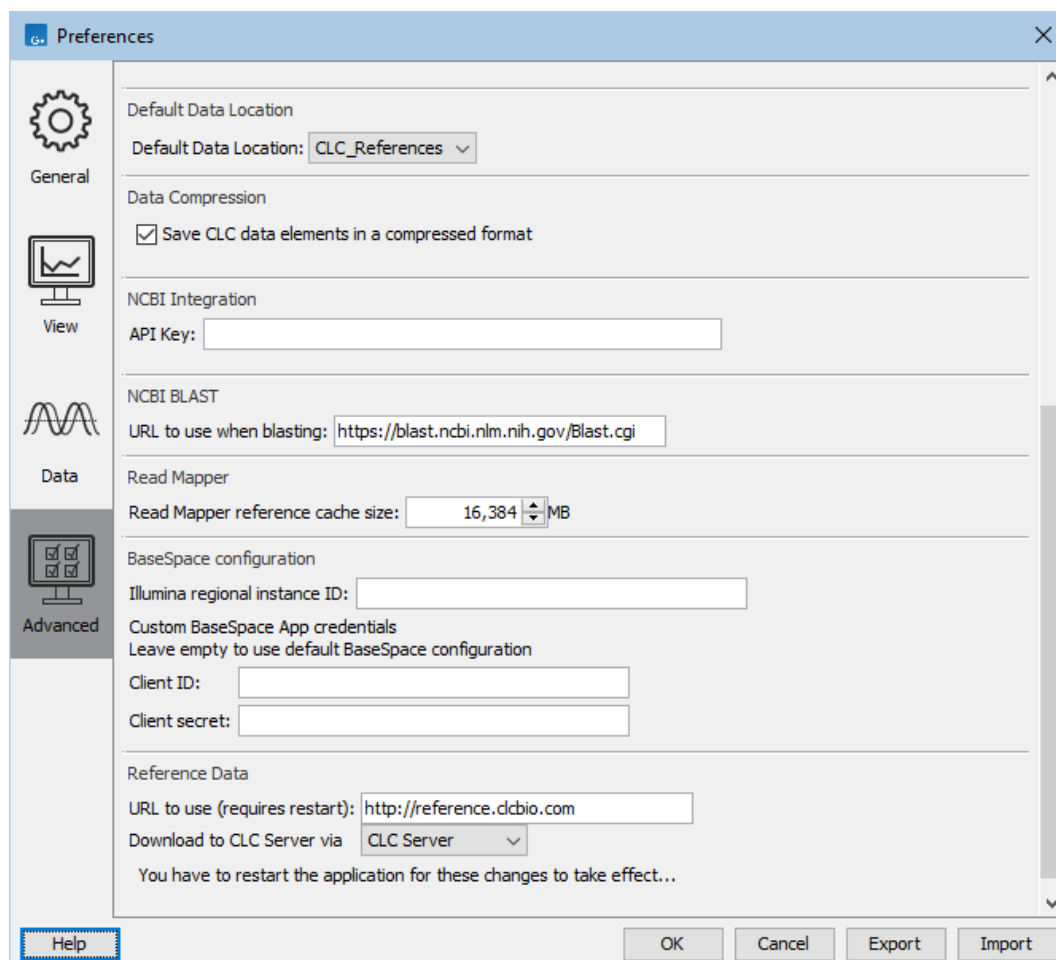 G.
Preferences
General
View
Data
Advanced
Default Data Location
Default Data Location: CLC_References
Data Compression
Save CLC data elements in a compressed format
NCBI Integration
API Key:
NCBI BLAST
URL to use when blasting: https://blast.ncbi.nlm.nih.gov/Blast.cgi
Read Mapper
Read Mapper reference cache size: 16,384 MB
BaseSpace configuration
Illumina regional instance ID:
Custom BaseSpace App credentials
Leave empty to use default BaseSpace configuration
Client ID:
Client secret:
Reference Data
URL to use (requires restart): http://reference.clcbio.com
Download to CLC Server via CLC Server
You have to restart the application for these changes to take effect...
Help OK Cancel Export Import